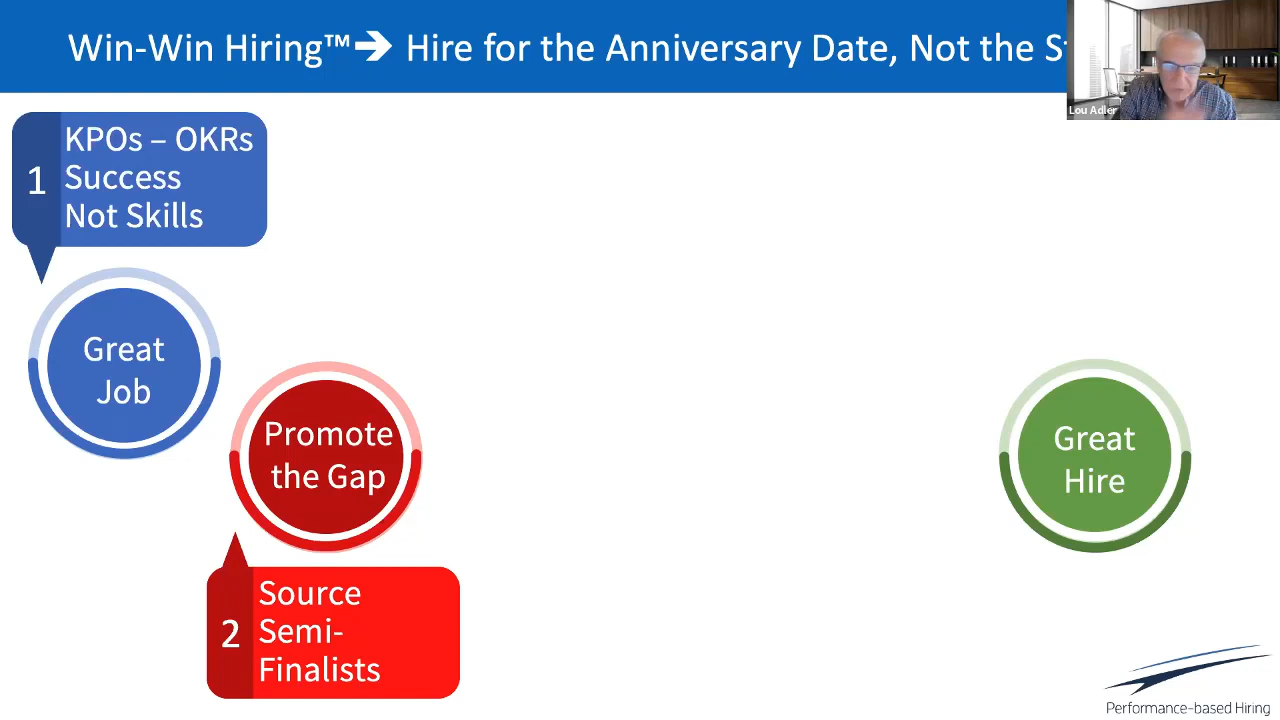 Win-Win Hiring™➔ Hire for the Anniversary Date, Not the
Lou Adler
1
KPOs – OKRs
Success
Not Skills
Great
Job
Promote
the Gap
2
Source
Semi-
Finalists
Great
Hire
Performance-based Hiring